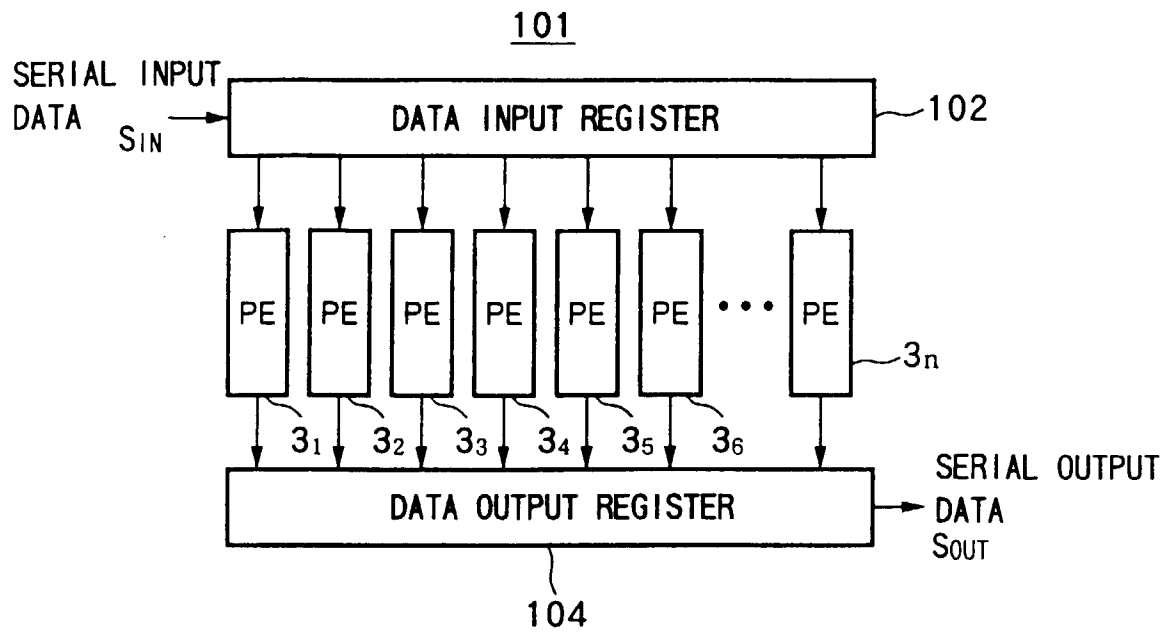 101
SERIAL INPUT
DATA
SIN
DATA INPUT REGISTER
102
PE PE PE PE PE PE ••• PE
3n
31 32 33 34 35 36
DATA OUTPUT REGISTER
SERIAL OUTPUT
DATA
SOUT
104